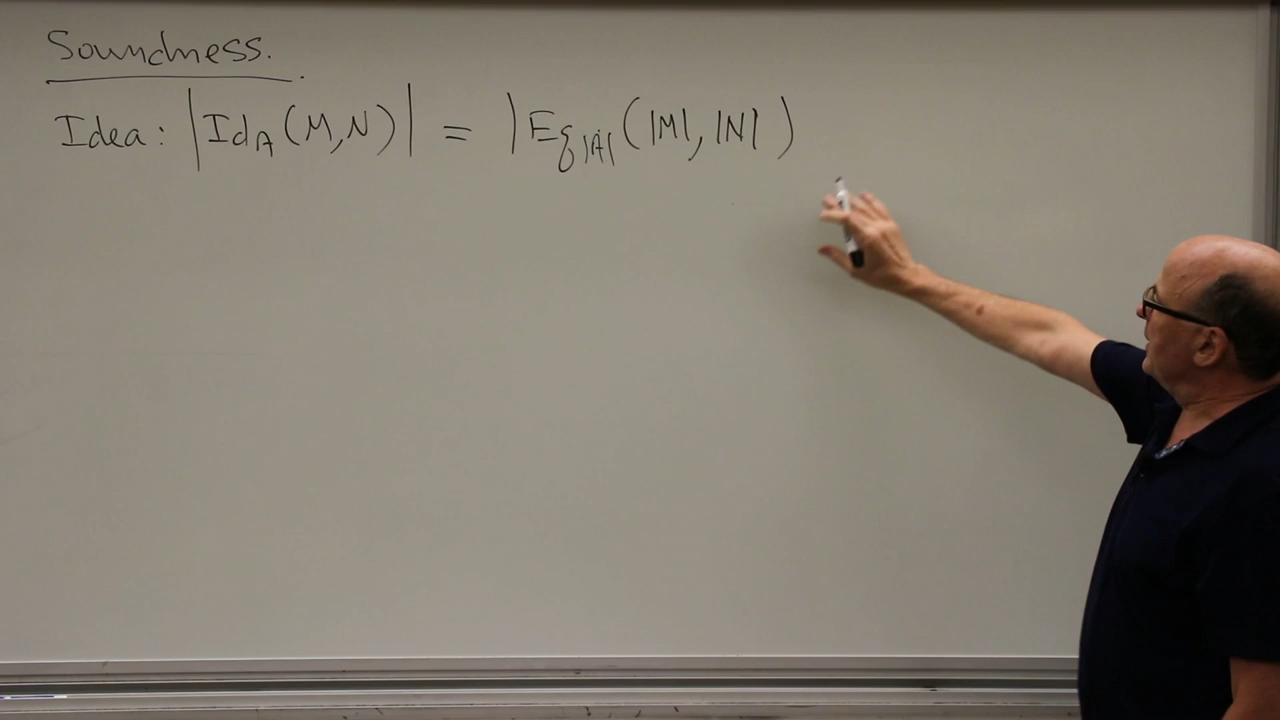 Soundness.
Idea: |Id_A(M,N)| = |Eq_|A|(|M|,|N|)